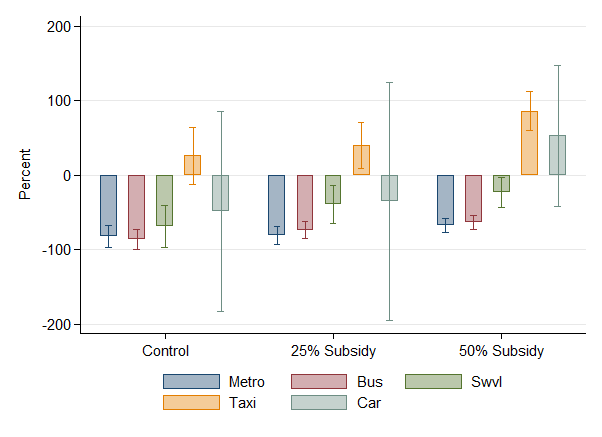 200
100
0
-100
-200
Percent
Control 25% Subsidy 50% Subsidy
Metro Bus Swvl
Taxi Car